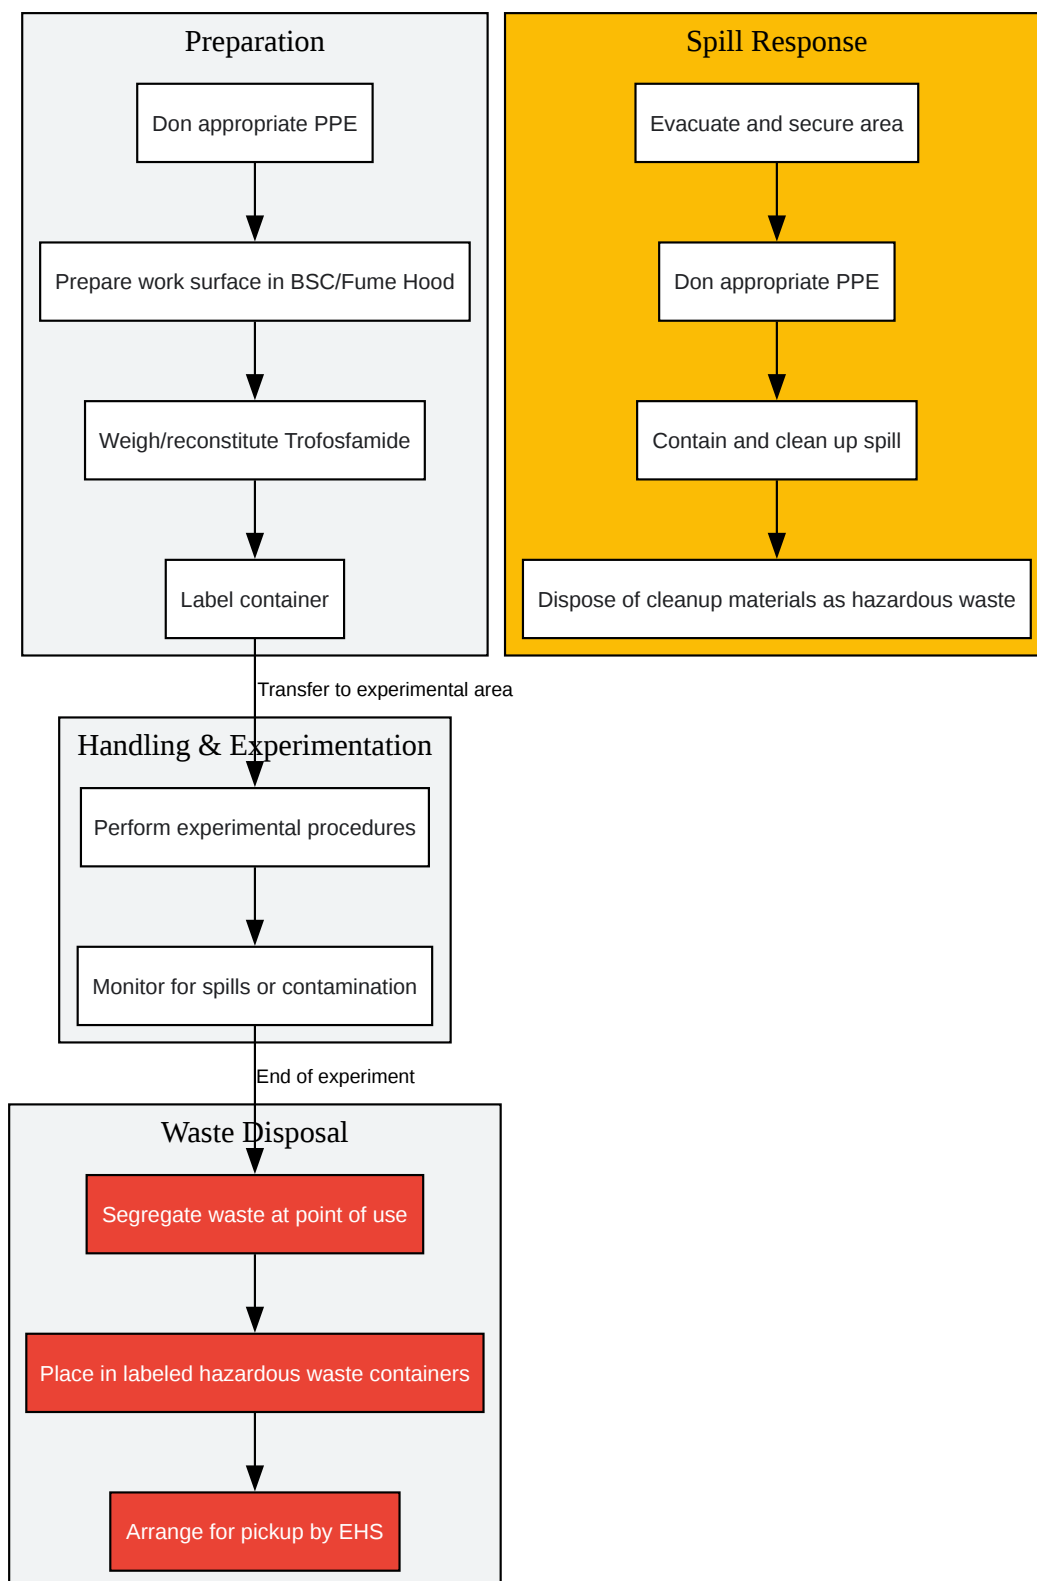 Preparation
Don appropriate PPE
Prepare work surface in BSC/Fume Hood
Weigh/reconstitute Trofosfamide
Label container
Transfer to experimental area
Handling & Experimentation
Perform experimental procedures
Monitor for spills or contamination
End of experiment
Waste Disposal
Segregate waste at point of use
Place in labeled hazardous waste containers
Arrange for pickup by EHS
Spill Response
Evacuate and secure area
Don appropriate PPE
Contain and clean up spill
Dispose of cleanup materials as hazardous waste